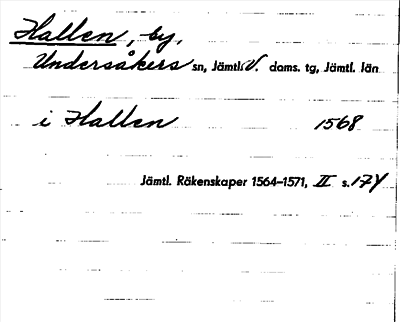 Hallen, by,
Undersåkers sn, Jämtl. V. doms. tg, Jämtl. län
i Hallen 1568
Jämtl. Räkenskaper 1564–1571, II s. 174